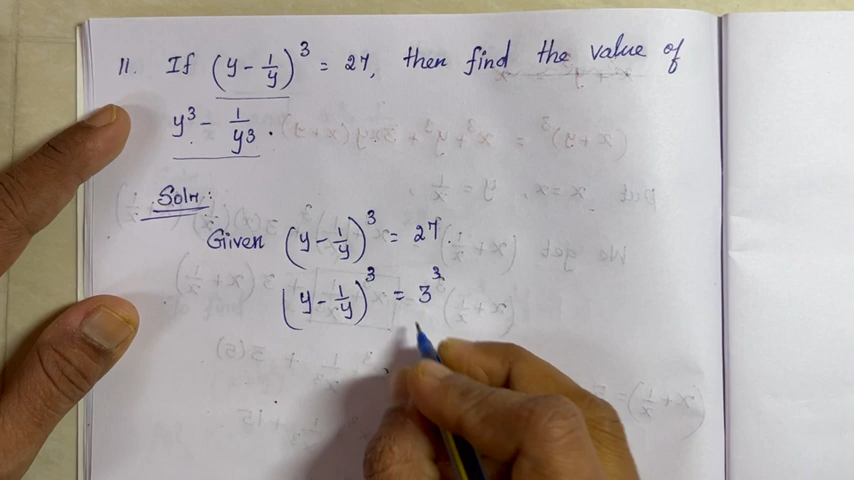 11. If (y - 1/y)³ = 27, then find the value of
y³ - 1/y³.
Soln:
Given (y - 1/y)³ = 27.
(y - 1/y)³ = 3³